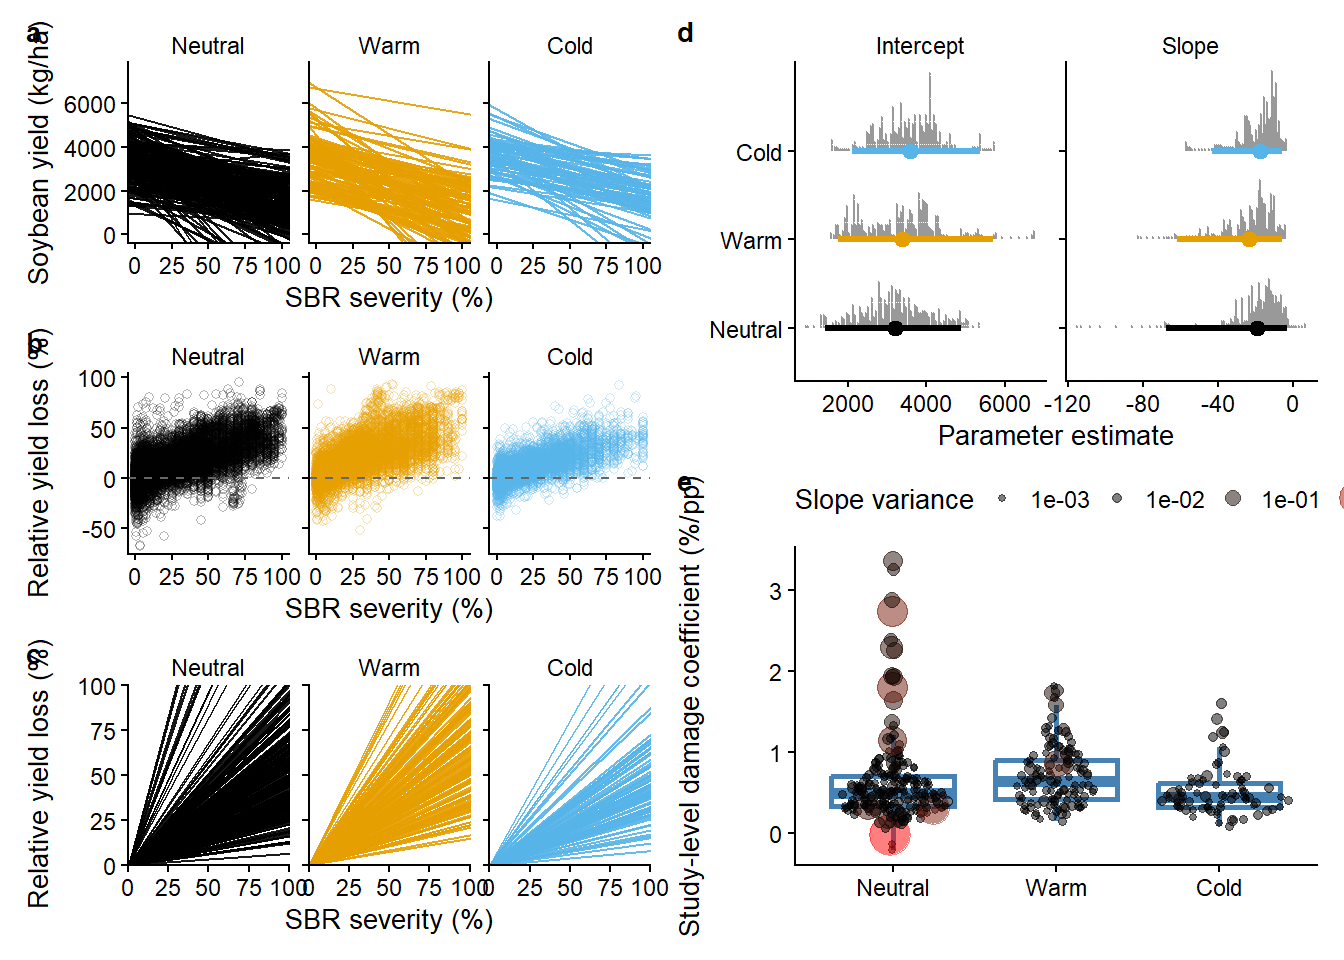 a
Neutral Warm Cold
Soybean yield (kg/ha)
6000
4000
2000
0
0 25 50 75 100 0 25 50 75 100 0 25 50 75 100
SBR severity (%)
b
Neutral Warm Cold
Relative yield loss (%)
100
50
0
-50
0 25 50 75 100 0 25 50 75 100 0 25 50 75 100
SBR severity (%)
c
Neutral Warm Cold
Relative yield loss (%)
100
75
50
25
0
0 25 50 75 100 0 25 50 75 100 0 25 50 75 100
SBR severity (%)
d
Intercept Slope
Cold
Warm
Neutral
2000 4000 6000 -120 -80 -40 0
Parameter estimate
e
Slope variance 1e-03 1e-02 1e-01
Study-level damage coefficient (%/pp)
3
2
1
0
Neutral Warm Cold